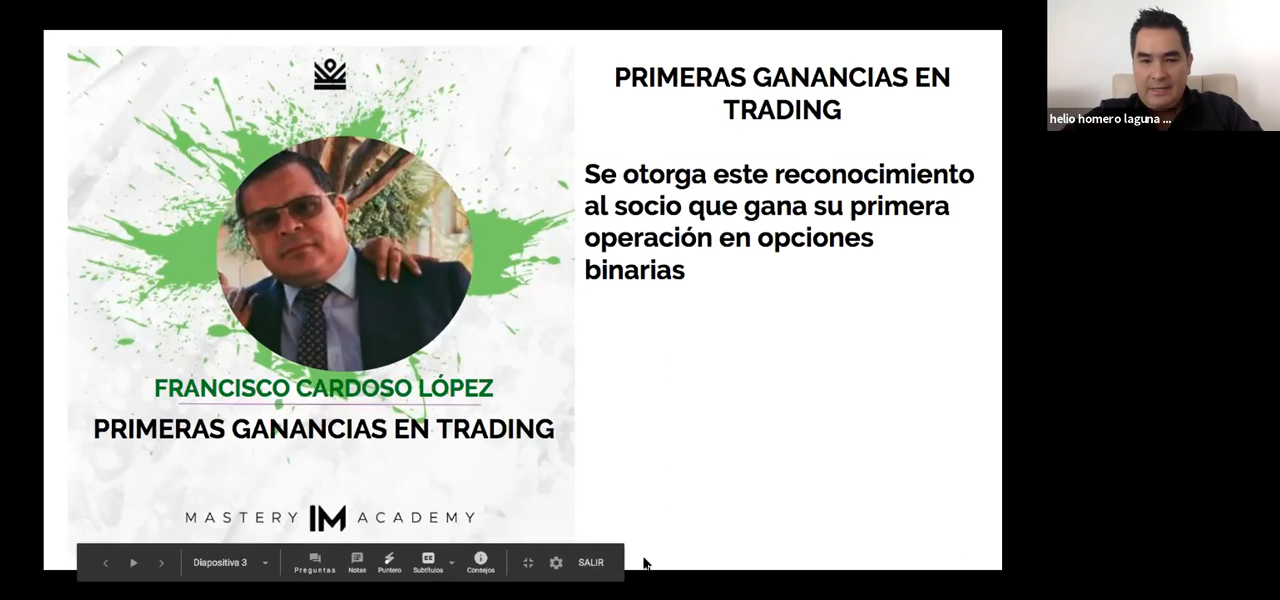 PRIMERAS GANANCIAS EN
TRADING
Se otorga este reconocimiento
al socio que gana su primera
operación en opciones
binarias
FRANCISCO CARDOSO LÓPEZ
PRIMERAS GANANCIAS EN TRADING
MASTERY IM ACADEMY
Diapositiva 3
Preguntas
Notas
Puntero
CC
Subtítulos
Consejos
SALIR
helio homero laguna ...